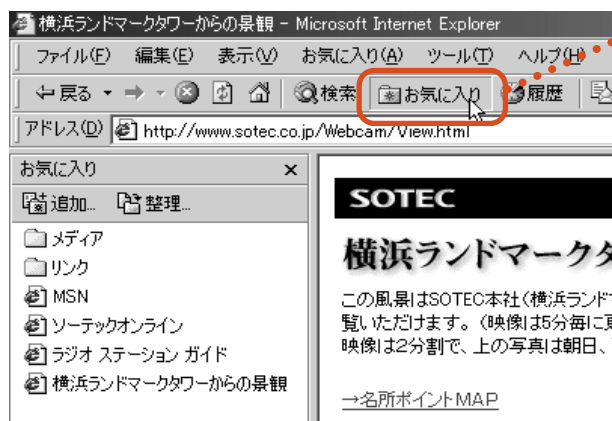 横浜ランドマークタワーからの景観 - Microsoft Internet Explorer
ファイル(F) 編集(E) 表示(V) お気に入り(A) ツール(T) ヘルプ(H)
戻る 検索 お気に入り 履歴
アドレス(D) http://www.sotec.co.jp/Webcam/View.html
お気に入り ×
追加... 整理...
メディア
リンク
MSN
ソーテックオンライン
ラジオ ステーション ガイド
横浜ランドマークタワーからの景観
SOTEC
横浜ランドマークタ
この風景はSOTEC本社(横浜ランド
覧いただけます。(映像は5分毎に
映像は2分割で、上の写真は朝日、
→名所ポイントMAP